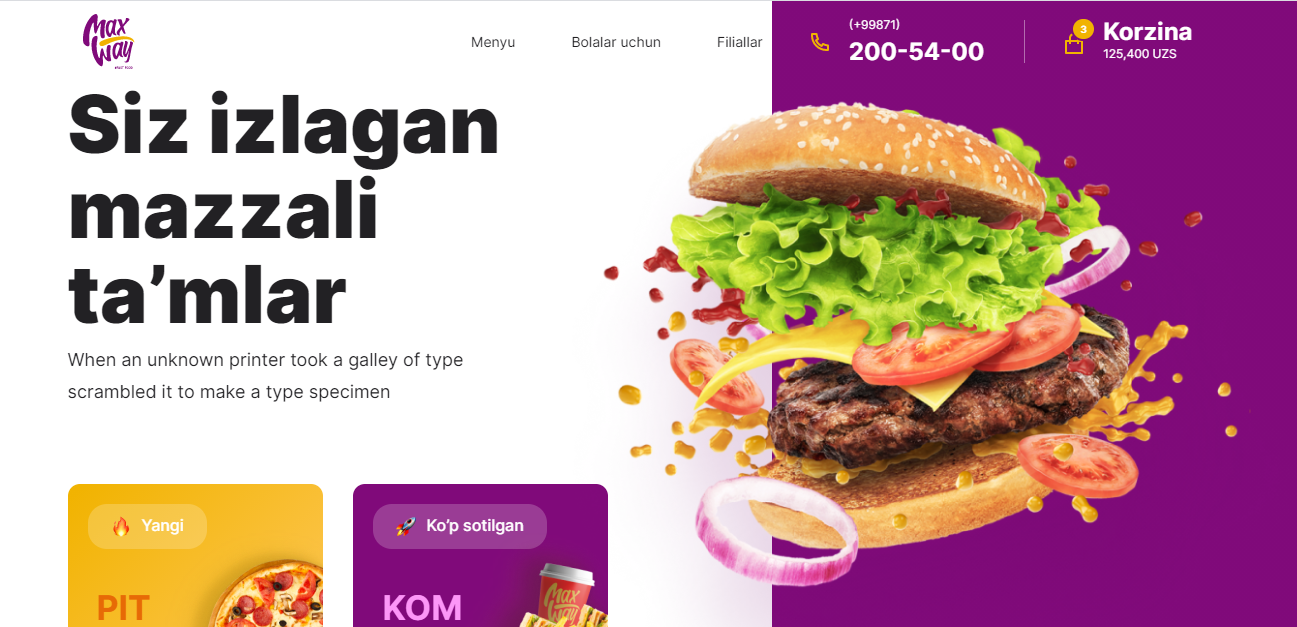 Max
Way
Menyu
Bolalar uchun
Filiallar
(+99871)
200-54-00
3
Korzina
125,400 UZS
Siz izlagan
mazzali
ta’mlar
When an unknown printer took a galley of type
scrambled it to make a type specimen
Yangi
Ko’p sotilgan
PIT
KOM
Max
Way